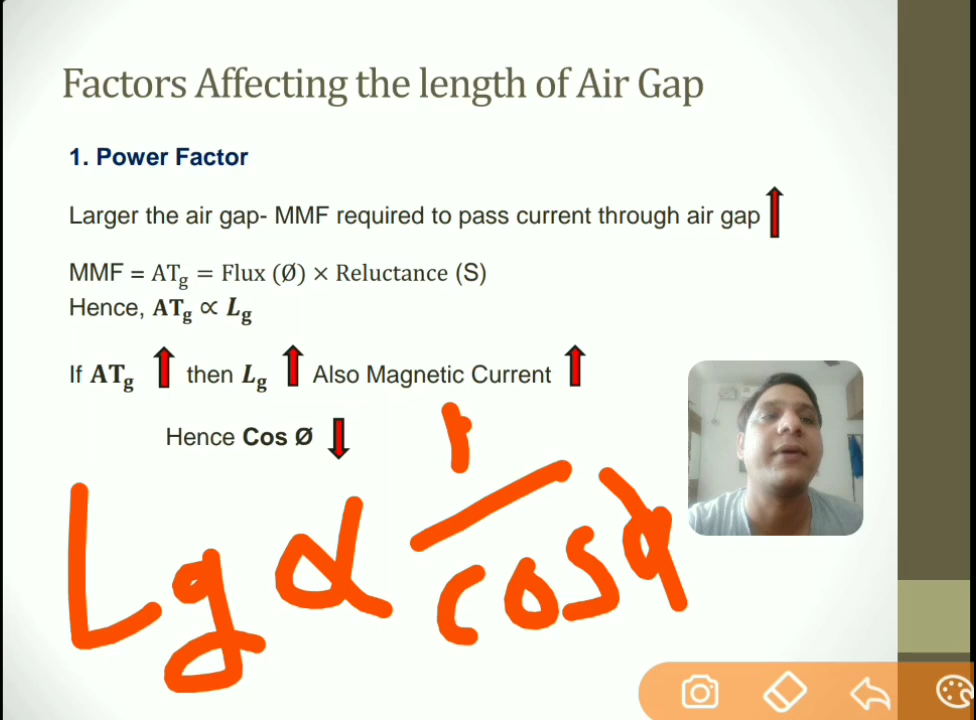 Factors Affecting the length of Air Gap
1. Power Factor
Larger the air gap- MMF required to pass current through air gap
MMF = ATg = Flux (Ø) × Reluctance (S)
Hence, ATg ∝ Lg
If ATg ↑ then Lg ↑ Also Magnetic Current ↑
Hence Cos Ø ↓
Lg ∝ 1/cosφ